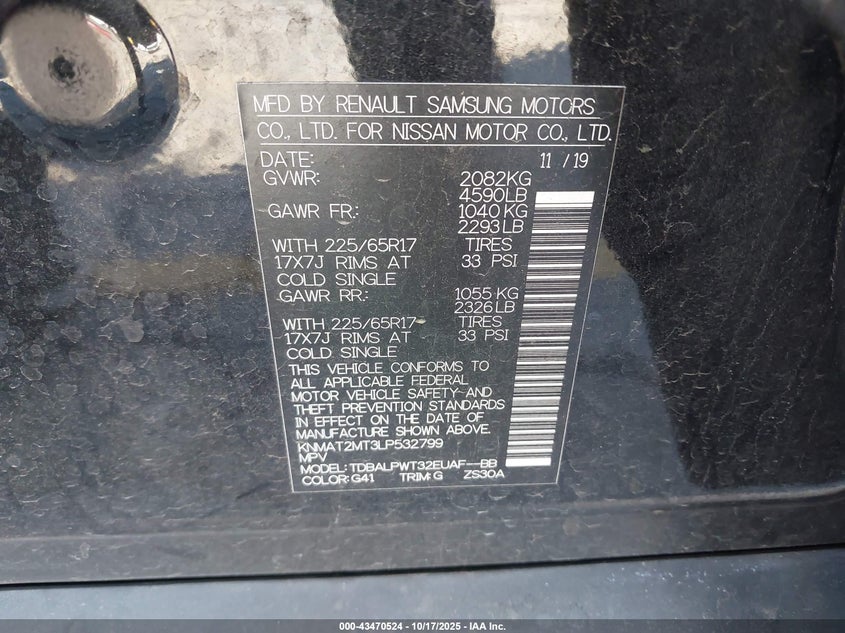 MFD BY RENAULT SAMSUNG MOTORS
CO., LTD. FOR NISSAN MOTOR CO., LTD.
DATE: 11 / 19
GVWR: 2082KG
4590LB
GAWR FR.: 1040 KG
2293 LB
WITH 225/65R17 TIRES
17X7J RIMS AT 33 PSI
COLD SINGLE
GAWR RR.: 1055 KG
2326 LB
WITH 225/65R17 TIRES
17X7J RIMS AT 33 PSI
COLD SINGLE
THIS VEHICLE CONFORMS TO
ALL APPLICABLE FEDERAL
MOTOR VEHICLE SAFETY AND
THEFT PREVENTION STANDARDS
IN EFFECT ON THE DATE OF
MANUFACTURE SHOWN ABOVE.
KNMAT2MT3LP532799
MPV
MODEL: TDBALPWT32EUAF--BB
COLOR: G41 TRIM: G ZS30A
000-43470524 | 10/17/2025 - IAA Inc.